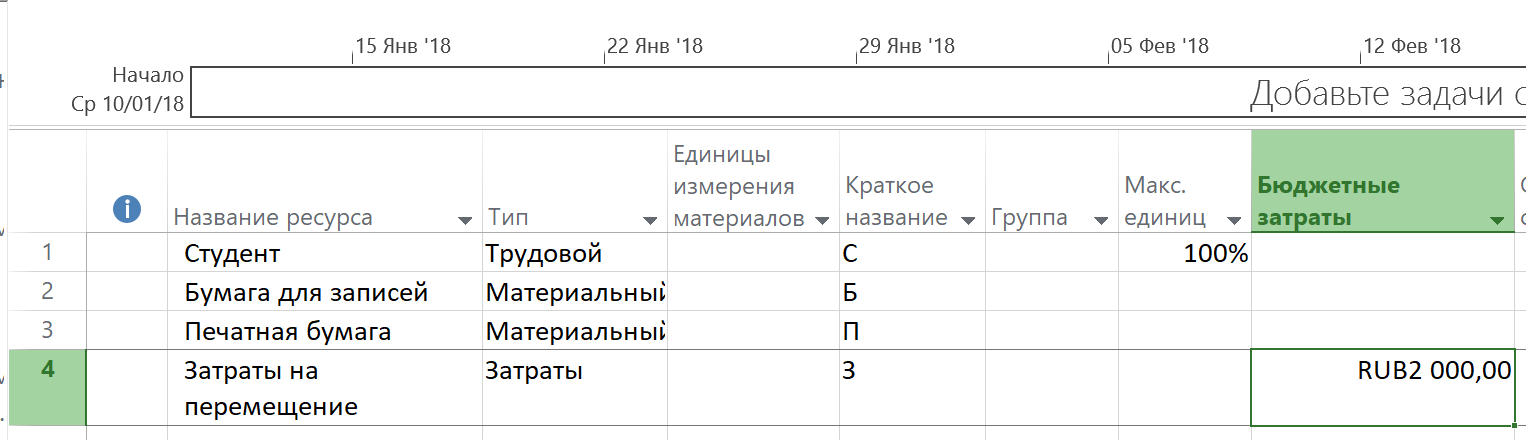 15 Янв '18 22 Янв '18 29 Янв '18 05 Фев '18 12 Фев '18
Начало
Ср 10/01/18
Добавьте задачи с
Название ресурса Тип Единицы измерения материалов Краткое название Группа Макс. единиц Бюджетные затраты
1 Студент Трудовой С 100%
2 Бумага для записей Материальный Б
3 Печатная бумага Материальный П
4 Затраты на Затраты З RUB2 000,00
перемещение